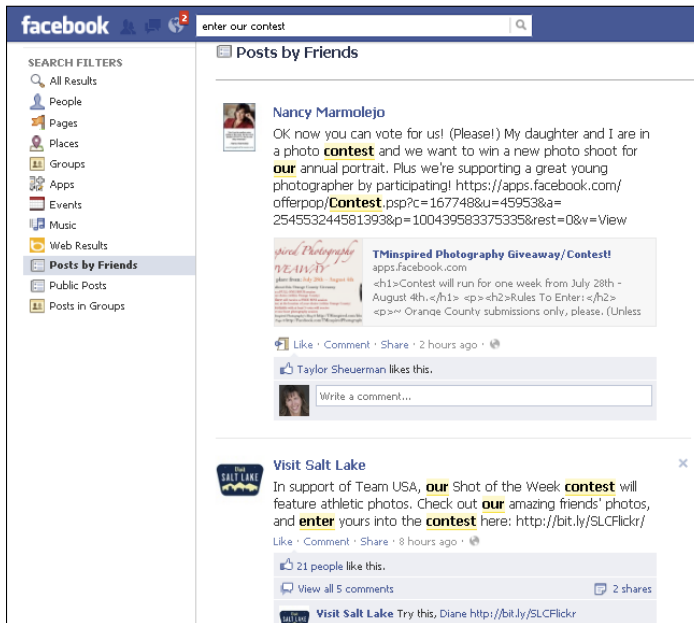 facebook
2
enter our contest
SEARCH FILTERS
All Results
People
Pages
Places
Groups
Apps
Events
Music
Web Results
Posts by Friends
Public Posts
Posts in Groups
Posts by Friends
Nancy Marmolejo
OK now you can vote for us! (Please!) My daughter and I are in
a photo contest and we want to win a new photo shoot for
our annual portrait. Plus we're supporting a great young
photographer by participating! https://apps.facebook.com/
offerpop/Contest.psp?c=167748&u=45953&a=
254553244581393&p=100439583375335&rest=0&v=View
TMinspired Photography Giveaway/Contest!
apps.facebook.com
<h1>Contest will run for one week from July 28th -
August 4th.</h1> <p><h2>Rules To Enter:</h2>
<p>~ Orange County submissions only, please. (Unless
Like · Comment · Share · 2 hours ago ·
Taylor Sheuerman likes this.
Write a comment...
Visit
SALT LAKE
Visit Salt Lake
In support of Team USA, our Shot of the Week contest will
feature athletic photos. Check out our amazing friends' photos,
and enter yours into the contest here: http://bit.ly/SLCFlickr/
Like · Comment · Share · 8 hours ago ·
21 people like this.
View all 5 comments
2 shares
SALT LAKE
Visit Salt Lake Try this, Diane http://bit.ly/SLCFlickr